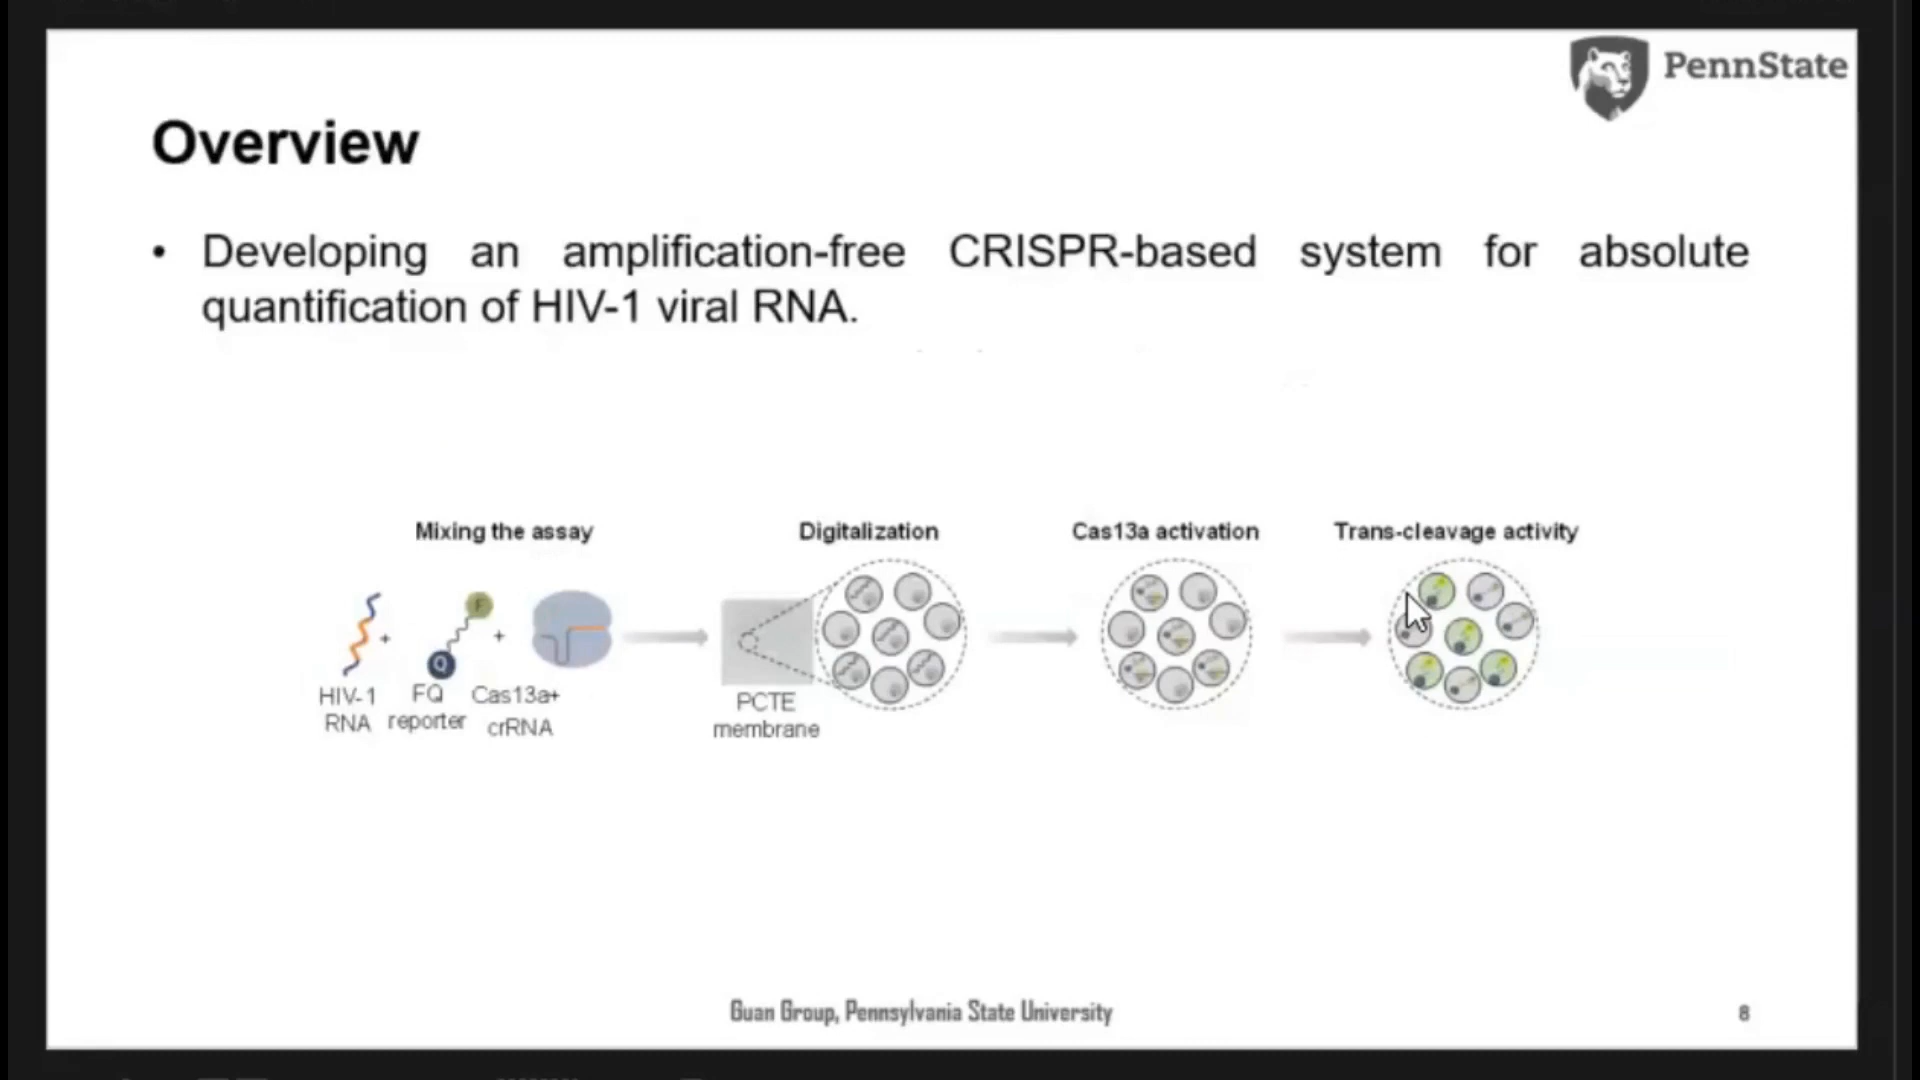 PennState
Overview
• Developing an amplification-free CRISPR-based system for absolute
quantification of HIV-1 viral RNA.
Mixing the assay
Digitalization
Cas13a activation
Trans-cleavage activity
F
+
+
Q
HIV-1
RNA
FQ
reporter
Cas13a+
crRNA
PCTE
membrane
Guan Group, Pennsylvania State University
8